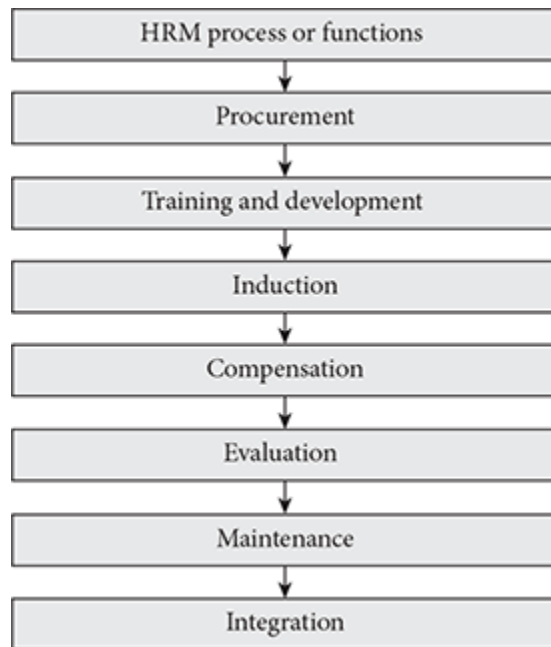 HRM process or functions
Procurement
Training and development
Induction
Compensation
Evaluation
Maintenance
Integration